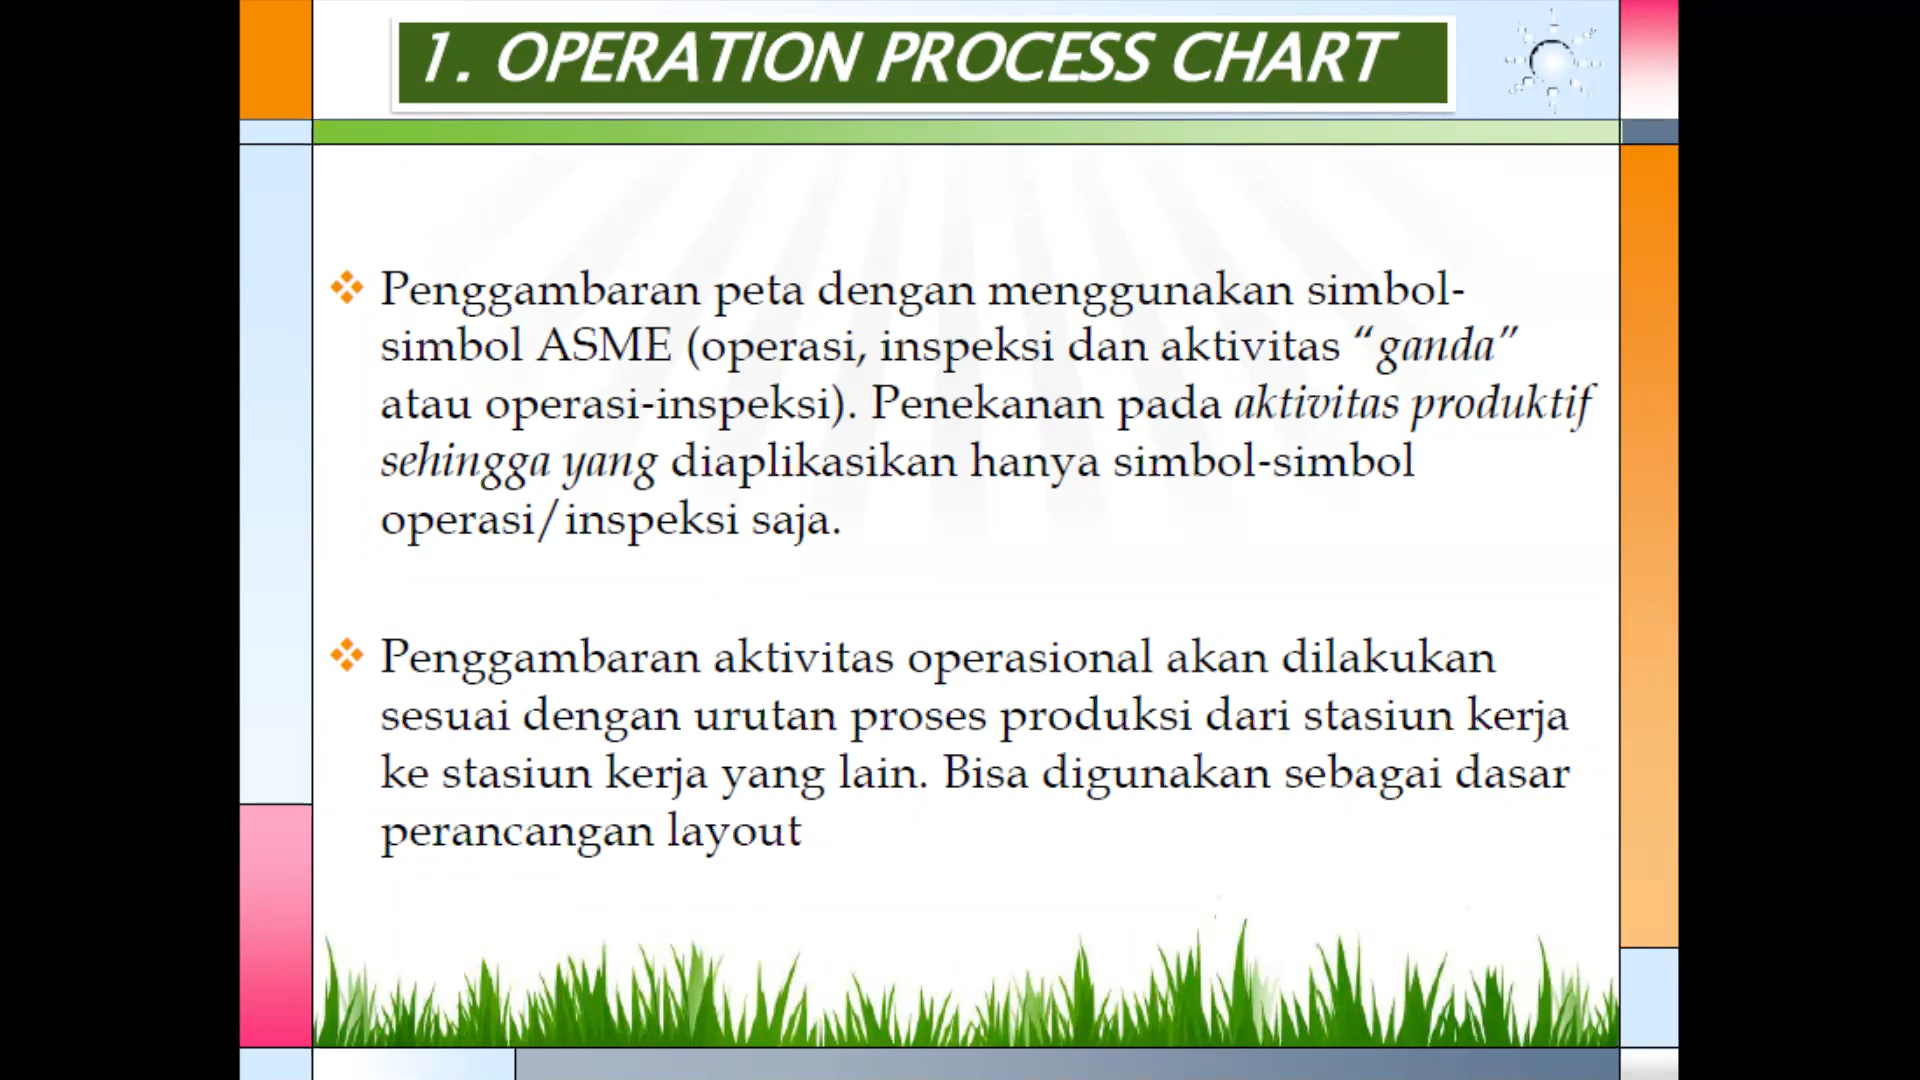 1. OPERATION PROCESS CHART
❖ Penggambaran peta dengan menggunakan simbol-
simbol ASME (operasi, inspeksi dan aktivitas “ganda”
atau operasi-inspeksi). Penekanan pada aktivitas produktif
sehingga yang diaplikasikan hanya simbol-simbol
operasi/inspeksi saja.
❖ Penggambaran aktivitas operasional akan dilakukan
sesuai dengan urutan proses produksi dari stasiun kerja
ke stasiun kerja yang lain. Bisa digunakan sebagai dasar
perancangan layout